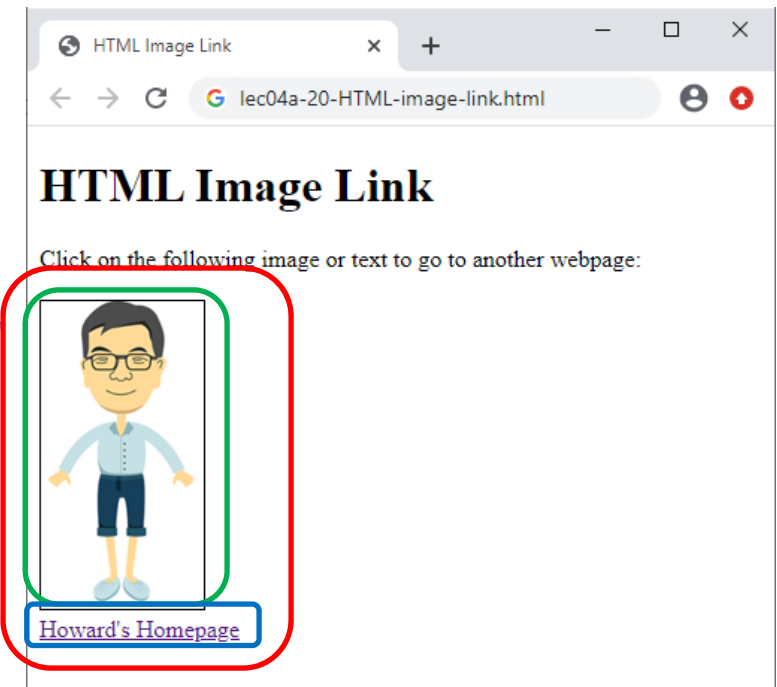 HTML Image Link
lec04a-20-HTML-image-link.html
HTML Image Link
Click on the following image or text to go to another webpage:
Howard's Homepage